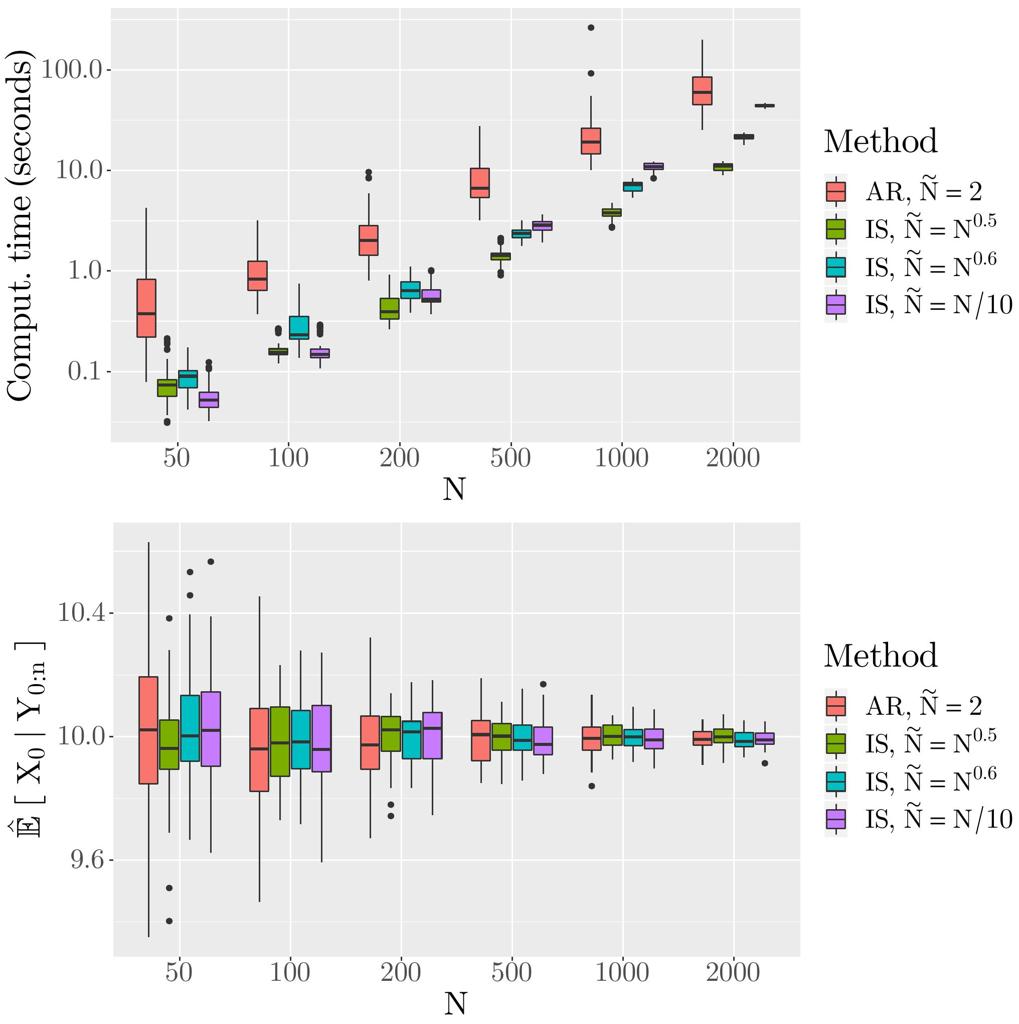 Comput. time (seconds)
100.0
10.0
1.0
0.1
50 100 200 500 1000 2000
N
Method
AR, Ñ = 2
IS, Ñ = N^0.5
IS, Ñ = N^0.6
IS, Ñ = N/10
𝔼̂ [ X₀ | Y₀:ₙ ]
10.4
10.0
9.6
50 100 200 500 1000 2000
N
Method
AR, Ñ = 2
IS, Ñ = N^0.5
IS, Ñ = N^0.6
IS, Ñ = N/10